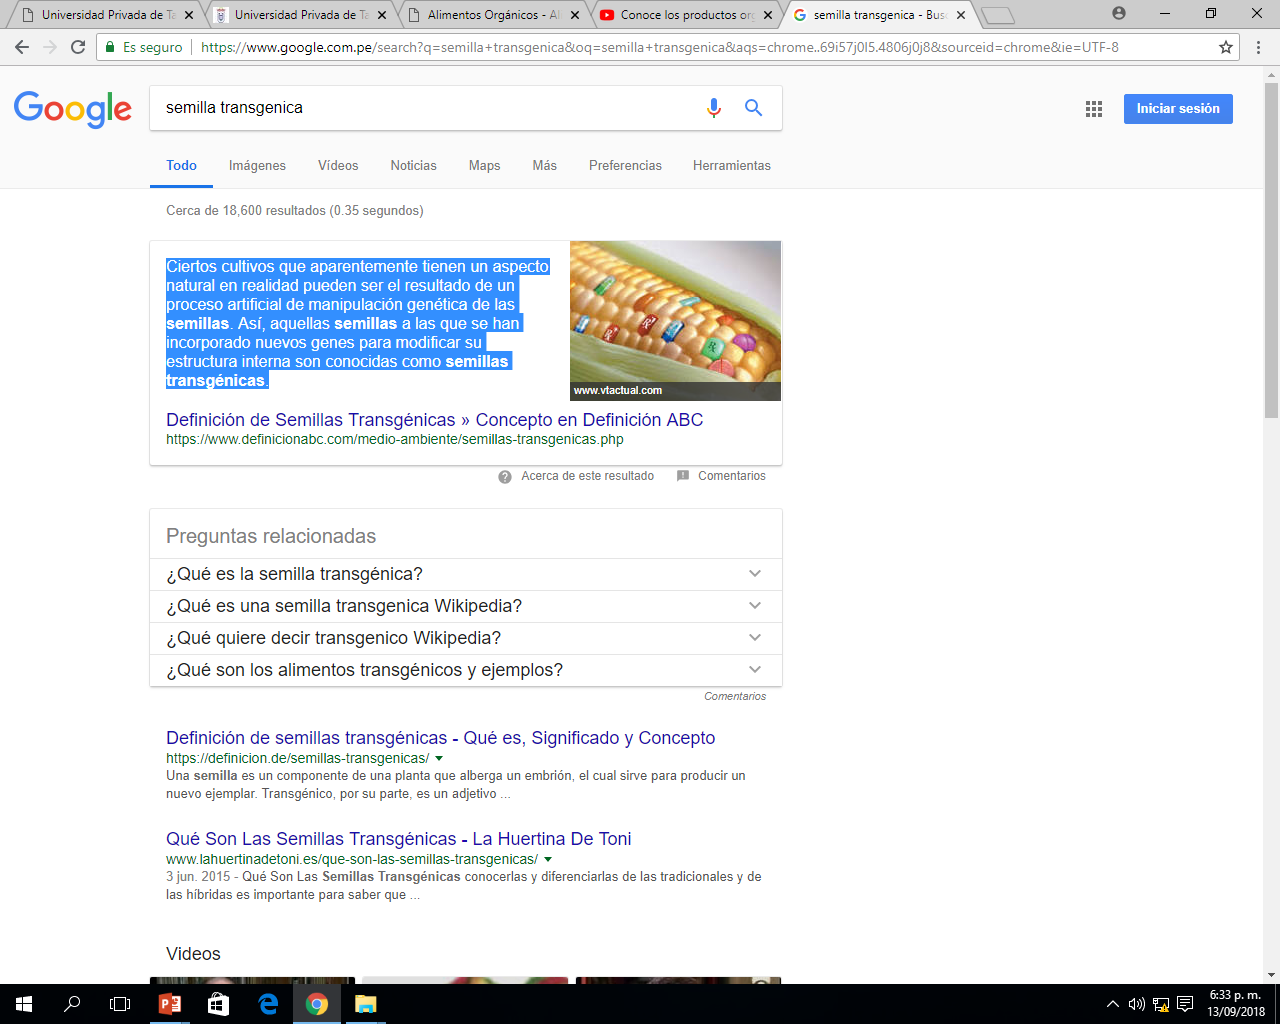 Universidad Privada de Ta
Universidad Privada de Ta
Alimentos Orgánicos - Al
Conoce los productos org
semilla transgenica - Bus
Es seguro
https://www.google.com.pe/search?q=semilla+transgenica&oq=semilla+transgenica&aqs=chrome..69i57j0l5.4806j0j8&sourceid=chrome&ie=UTF-8
Google
semilla transgenica
Iniciar sesión
Todo Imágenes Vídeos Noticias Maps Más Preferencias Herramientas
Cerca de 18,600 resultados (0.35 segundos)
Ciertos cultivos que aparentemente tienen un aspecto
natural en realidad pueden ser el resultado de un
proceso artificial de manipulación genética de las
semillas. Así, aquellas semillas a las que se han
incorporado nuevos genes para modificar su
estructura interna son conocidas como semillas
transgénicas.
www.vtactual.com
Definición de Semillas Transgénicas » Concepto en Definición ABC
https://www.definicionabc.com/medio-ambiente/semillas-transgenicas.php
Acerca de este resultado Comentarios
Preguntas relacionadas
¿Qué es la semilla transgénica?
¿Qué es una semilla transgenica Wikipedia?
¿Qué quiere decir transgenico Wikipedia?
¿Qué son los alimentos transgénicos y ejemplos?
Comentarios
Definición de semillas transgénicas - Qué es, Significado y Concepto
https://definicion.de/semillas-transgenicas/
Una semilla es un componente de una planta que alberga un embrión, el cual sirve para producir un
nuevo ejemplar. Transgénico, por su parte, es un adjetivo ...
Qué Son Las Semillas Transgénicas - La Huertina De Toni
www.lahuertinadetoni.es/que-son-las-semillas-transgenicas/
3 jun. 2015 - Qué Son Las Semillas Transgénicas conocerlas y diferenciarlas de las tradicionales y de
las híbridas es importante para saber que ...
Videos
6:33 p. m.
13/09/2018